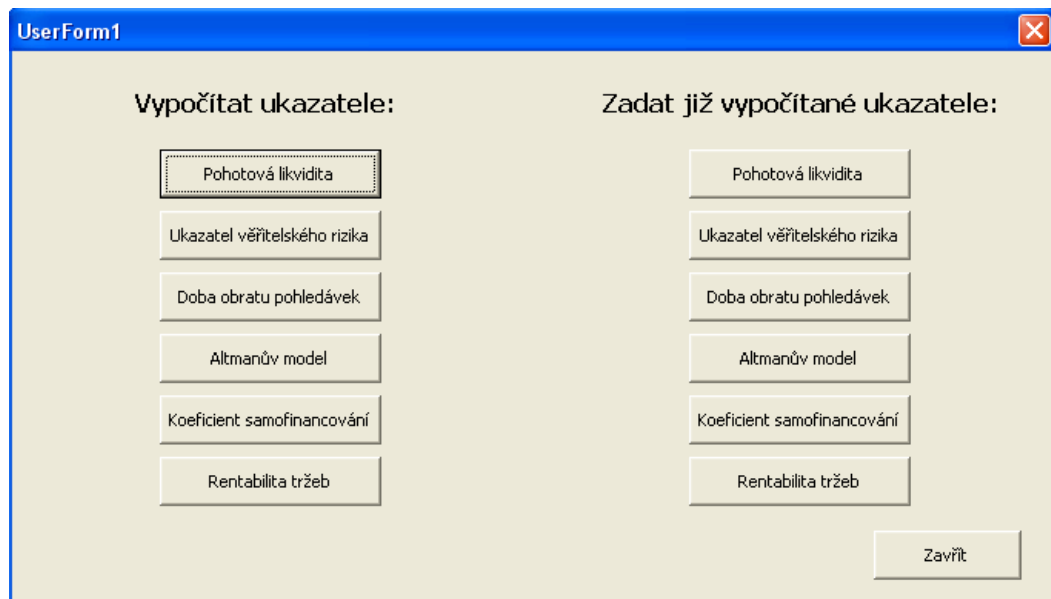 UserForm1
Vypočítat ukazatele:
Pohotová likvidita
Ukazatel věřitelského rizika
Doba obratu pohledávek
Altmanův model
Koeficient samofinancování
Rentabilita tržeb
Zadat již vypočítané ukazatele:
Pohotová likvidita
Ukazatel věřitelského rizika
Doba obratu pohledávek
Altmanův model
Koeficient samofinancování
Rentabilita tržeb
Zavřít